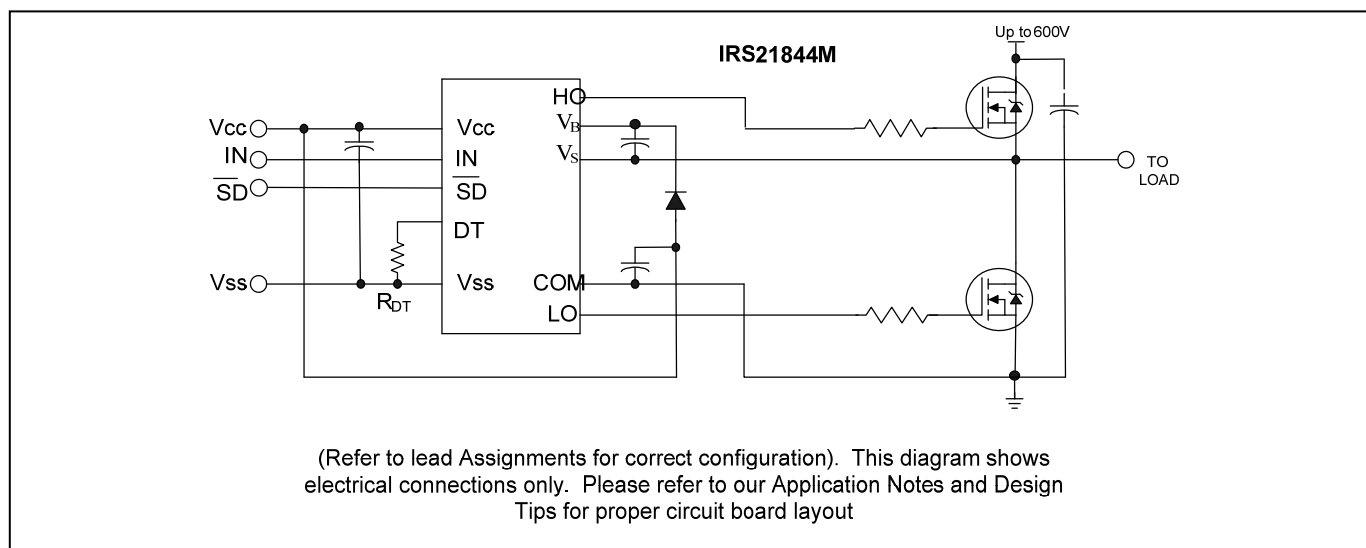 Up to 600V
IRS21844M
HO
Vcc
Vcc
VB
IN
IN
VS
TO
LOAD
SD
SD
DT
Vss
Vss
COM
RDT
LO
(Refer to lead Assignments for correct configuration). This diagram shows
electrical connections only. Please refer to our Application Notes and Design
Tips for proper circuit board layout